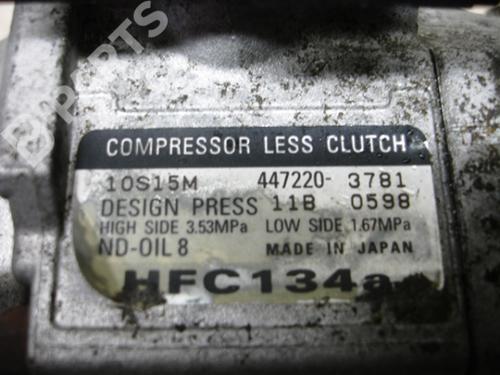 B-PARTS
COMPRESSOR LESS CLUTCH
10S15M 447220- 3781
DESIGN PRESS 11B 0598
HIGH SIDE 3.53MPa LOW SIDE 1.67MPa
ND-OIL 8 MADE IN JAPAN
HFC134a